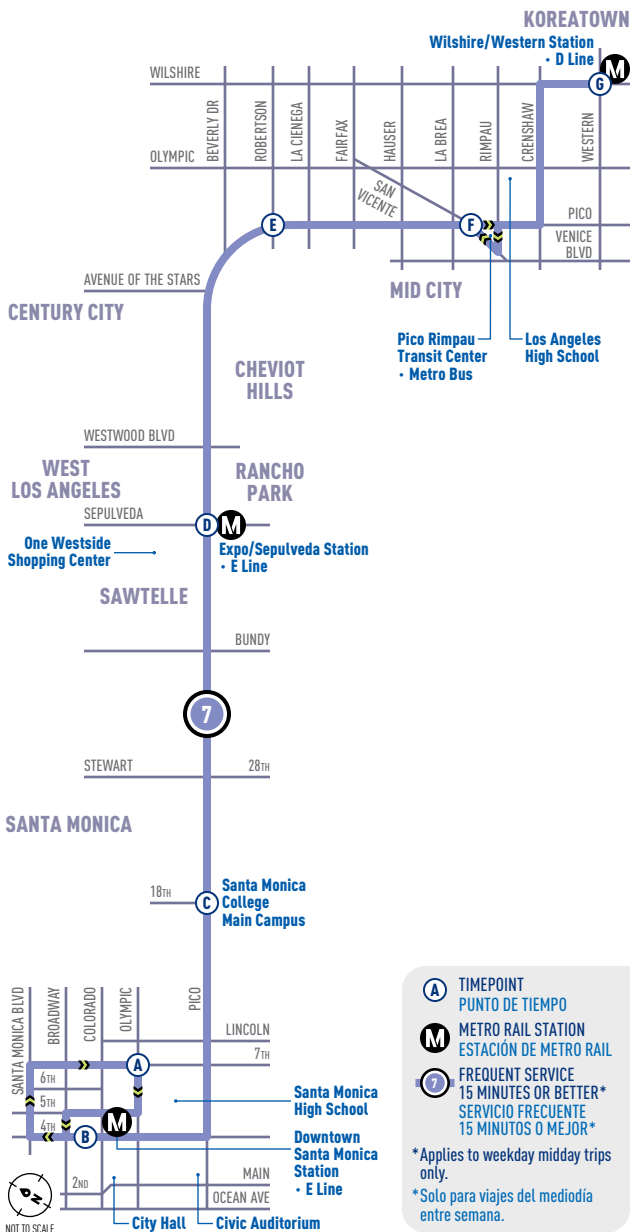 KOREATOWN
Wilshire/Western Station
• D Line
M
WILSHIRE
G
BEVERLY DR
ROBERTSON
LA CIENEGA
FAIRFAX
HAUSER
LA BREA
RIMPAU
CRENSHAW
WESTERN
OLYMPIC
SAN
VICENTE
E
F
PICO
VENICE
BLVD
AVENUE OF THE STARS
MID CITY
CENTURY CITY
Pico Rimpau
Transit Center
• Metro Bus
Los Angeles
High School
CHEVIOT
HILLS
WESTWOOD BLVD
WEST
LOS ANGELES
RANCHO
PARK
SEPULVEDA
D
M
One Westside
Shopping Center
Expo/Sepulveda Station
• E Line
SAWTELLE
BUNDY
7
STEWART
28TH
SANTA MONICA
18TH
C
Santa Monica
College
Main Campus
SANTA MONICA BLVD
BROADWAY
COLORADO
OLYMPIC
PICO
LINCOLN
7TH
A
6TH
5TH
4TH
B
M
Santa Monica
High School
Downtown
Santa Monica
Station
• E Line
2ND
MAIN
OCEAN AVE
City Hall
Civic Auditorium
N
NOT TO SCALE
A
TIMEPOINT
PUNTO DE TIEMPO
M
METRO RAIL STATION
ESTACIÓN DE METRO RAIL
7
FREQUENT SERVICE
15 MINUTES OR BETTER*
SERVICIO FRECUENTE
15 MINUTOS O MEJOR*
*Applies to weekday midday trips
only.
*Solo para viajes del mediodía
entre semana.